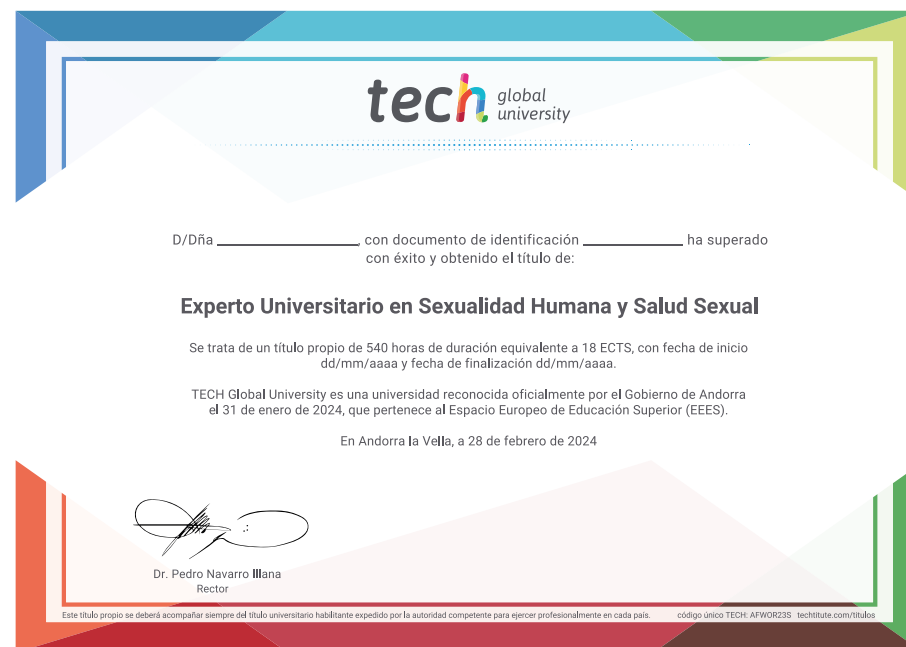 tech global university
D/Dña ____________________, con documento de identificación ______________ ha superado
con éxito y obtenido el título de:
Experto Universitario en Sexualidad Humana y Salud Sexual
Se trata de un título propio de 540 horas de duración equivalente a 18 ECTS, con fecha de inicio
dd/mm/aaaa y fecha de finalización dd/mm/aaaa.
TECH Global University es una universidad reconocida oficialmente por el Gobierno de Andorra
el 31 de enero de 2024, que pertenece al Espacio Europeo de Educación Superior (EEES).
En Andorra la Vella, a 28 de febrero de 2024
Dr. Pedro Navarro Illana
Rector
Este título propio se deberá acompañar siempre del título universitario habilitante expedido por la autoridad competente para ejercer profesionalmente en cada país. código único TECH: AFWOR23S techtitute.com/títulos